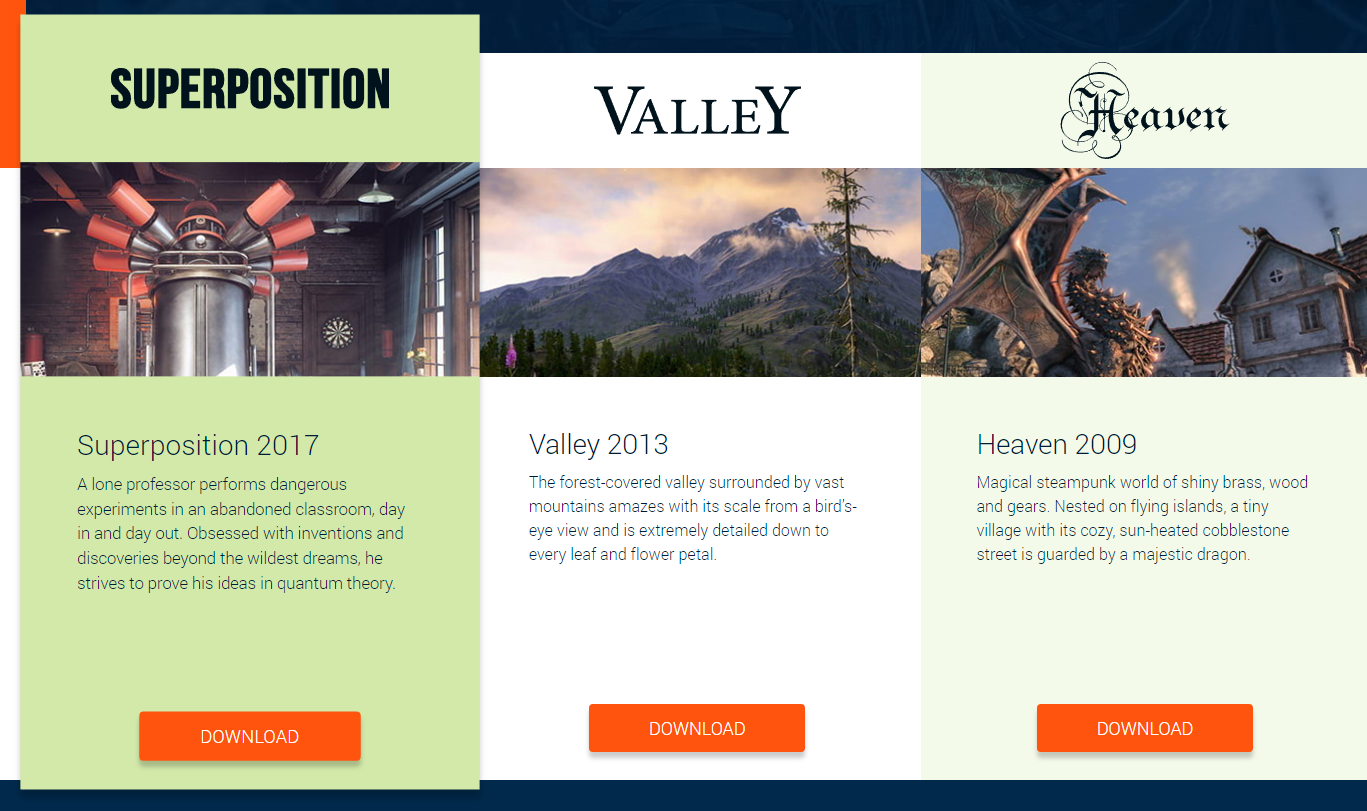 SUPERPOSITION
Superposition 2017
A lone professor performs dangerous
experiments in an abandoned classroom, day
in and day out. Obsessed with inventions and
discoveries beyond the wildest dreams, he
strives to prove his ideas in quantum theory.
DOWNLOAD
VALLEY
Valley 2013
The forest-covered valley surrounded by vast
mountains amazes with its scale from a bird's-
eye view and is extremely detailed down to
every leaf and flower petal.
DOWNLOAD
Heaven
Heaven 2009
Magical steampunk world of shiny brass, wood
and gears. Nested on flying islands, a tiny
village with its cozy, sun-heated cobblestone
street is guarded by a majestic dragon.
DOWNLOAD